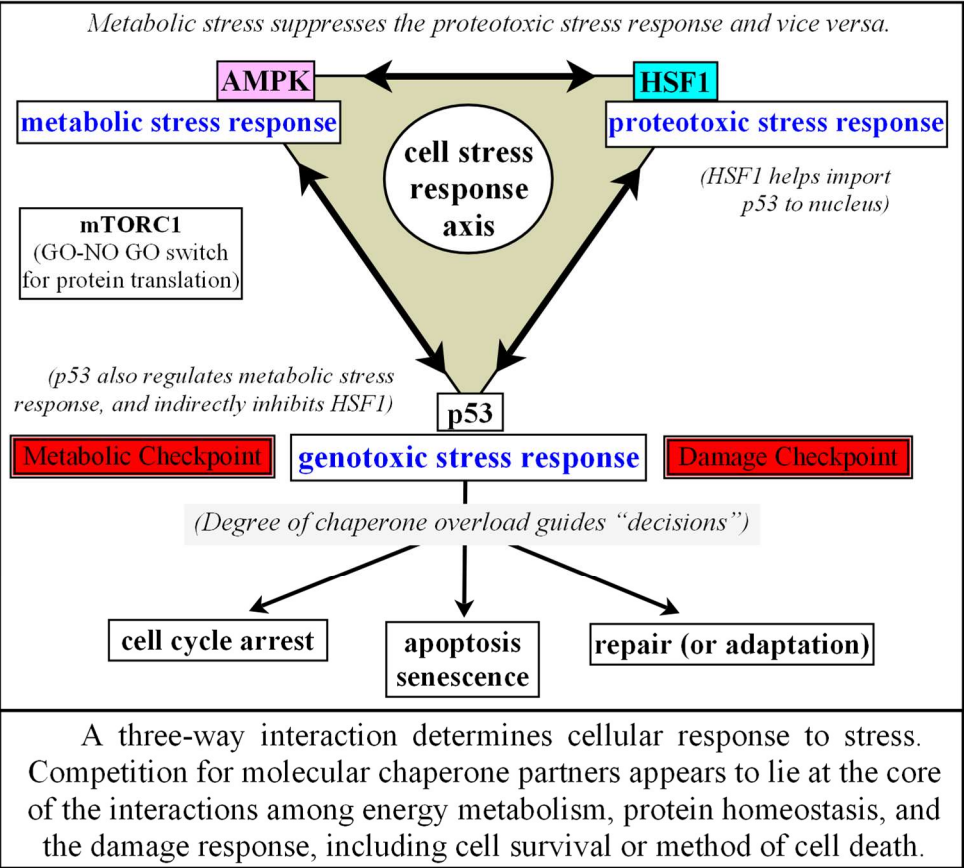 Metabolic stress suppresses the proteotoxic stress response and vice versa.
AMPK
HSF1
metabolic stress response
proteotoxic stress response
cell stress
response
axis
(HSF1 helps import
p53 to nucleus)
mTORC1
(GO-NO GO switch
for protein translation)
(p53 also regulates metabolic stress
response, and indirectly inhibits HSF1)
p53
Metabolic Checkpoint
genotoxic stress response
Damage Checkpoint
(Degree of chaperone overload guides “decisions”)
cell cycle arrest
apoptosis
senescence
repair (or adaptation)
A three-way interaction determines cellular response to stress.
Competition for molecular chaperone partners appears to lie at the core
of the interactions among energy metabolism, protein homeostasis, and
the damage response, including cell survival or method of cell death.